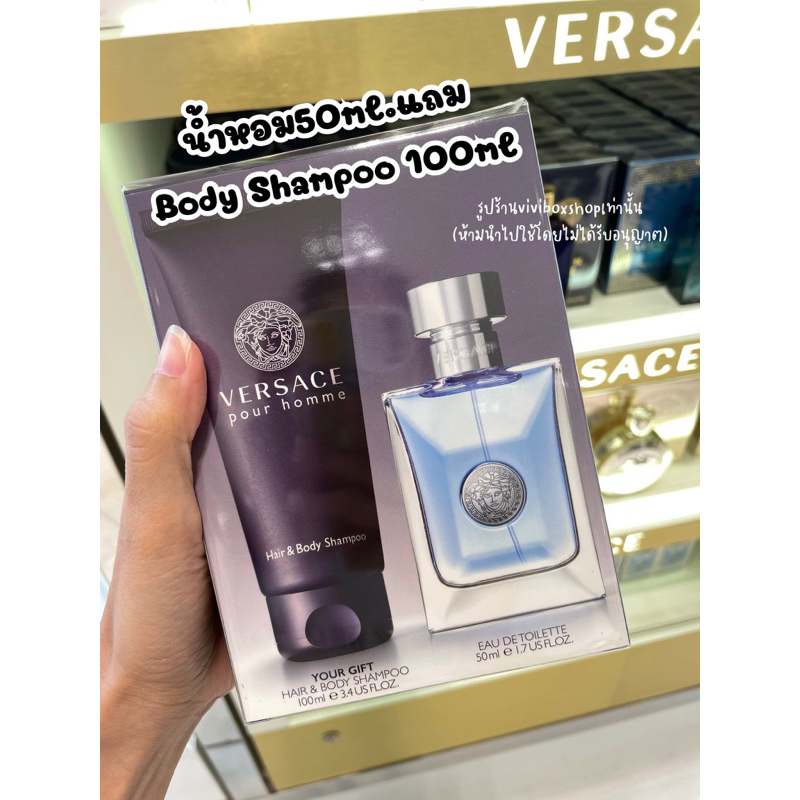 VERSA
น้ำหอม50ml.แถม
Body Shampoo 100ml
รูปร้านviviboxshopเท่านั้น
(ห้ามนำไปใช้โดยไม่ได้รับอนุญาต)
VERSACE
SACE
VERSACE
pour homme
Hair & Body Shampoo
CE
EAU DE TOILETTE
50ml e 1.7 US FL.OZ.
YOUR GIFT
HAIR & BODY SHAMPOO
100ml e 3.4 US FL.OZ.